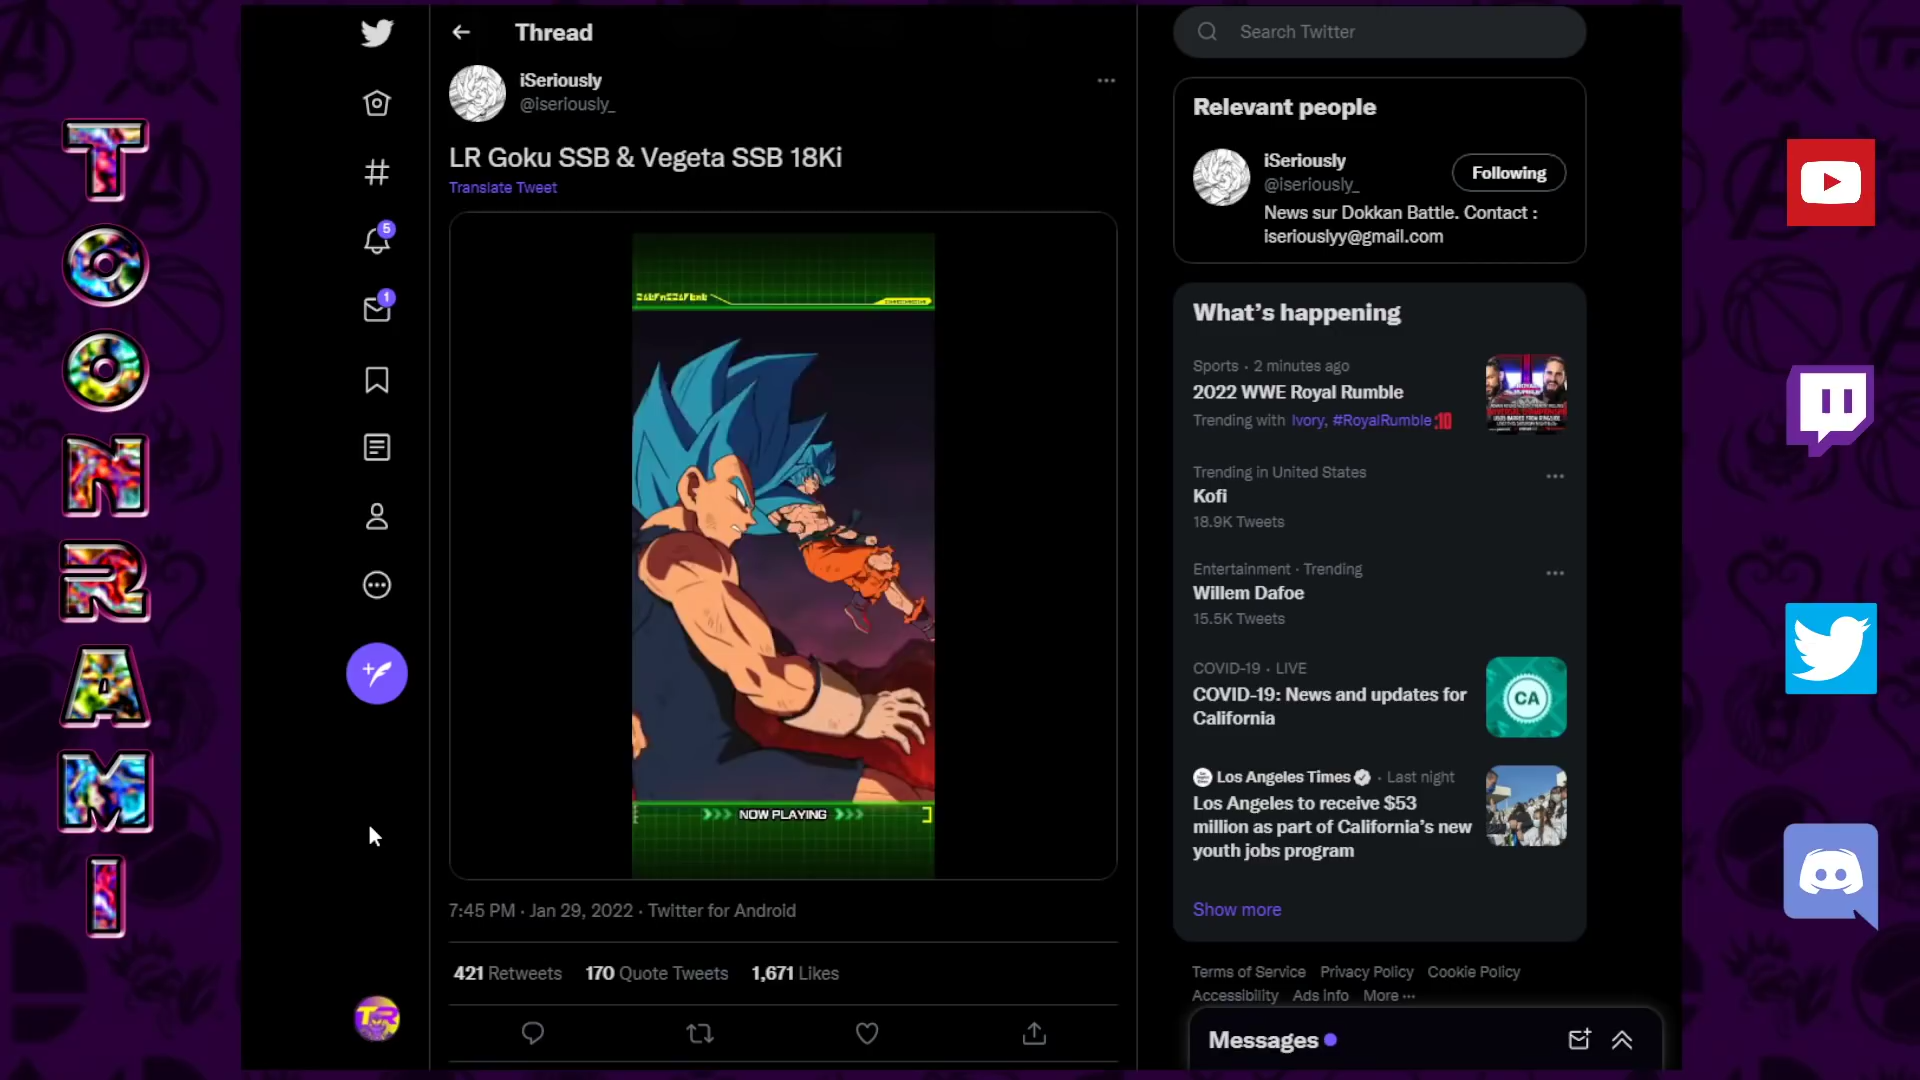 TOONRAMI
Thread
iSeriously
@iseriously_
LR Goku SSB & Vegeta SSB 18Ki
Translate Tweet
NOW PLAYING
7:45 PM · Jan 29, 2022 · Twitter for Android
421 Retweets 170 Quote Tweets 1,671 Likes
5
1
TR
Search Twitter
Relevant people
iSeriously
@iseriously_
Following
News sur Dokkan Battle. Contact :
iseriouslyy@gmail.com
What's happening
Sports · 2 minutes ago
2022 WWE Royal Rumble
Trending with Ivory, #RoyalRumble
Trending in United States
Kofi
18.9K Tweets
Entertainment · Trending
Willem Dafoe
15.5K Tweets
COVID-19 · LIVE
COVID-19: News and updates for
California
CA
Los Angeles Times · Last night
Los Angeles to receive $53
million as part of California's new
youth jobs program
Show more
Terms of Service Privacy Policy Cookie Policy
Accessibility Ads info More ···
Messages